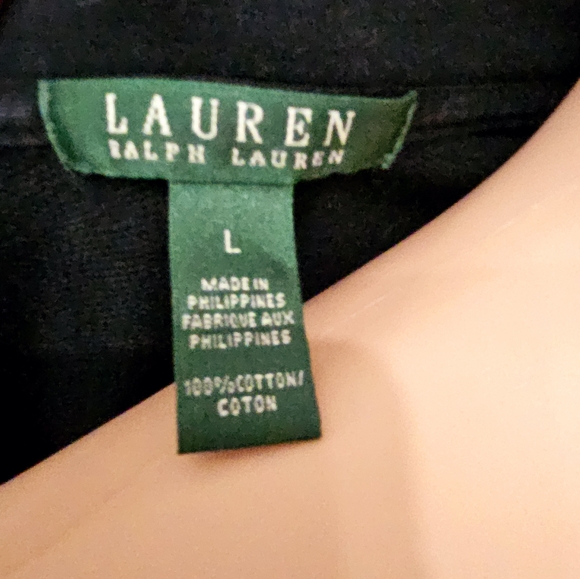 LAUREN
RALPH LAUREN
L
MADE IN
PHILIPPINES
FABRIQUE AUX
PHILIPPINES
100% COTTON/
COTON